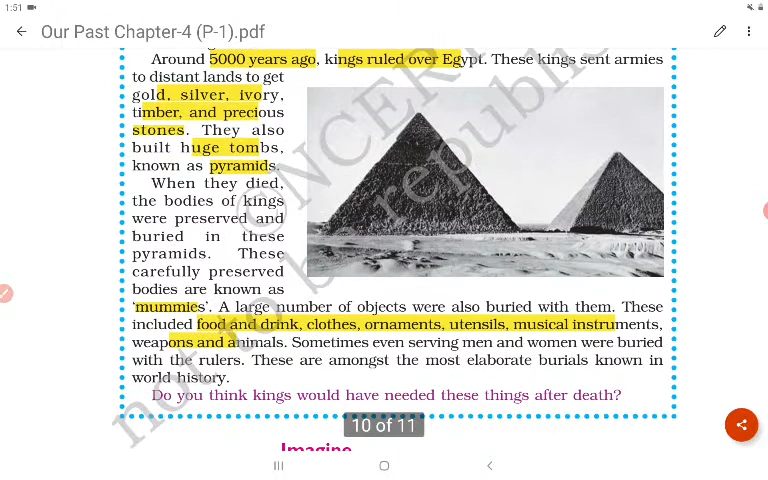 1:51
Our Past Chapter-4 (P-1).pdf
Around 5000 years ago, kings ruled over Egypt. These kings sent armies
to distant lands to get
gold, silver, ivory,
timber, and precious
stones. They also
built huge tombs,
known as pyramids.
When they died,
the bodies of kings
were preserved and
buried in these
pyramids. These
carefully preserved
bodies are known as
‘mummies’. A large number of objects were also buried with them. These
included food and drink, clothes, ornaments, utensils, musical instruments,
weapons and animals. Sometimes even serving men and women were buried
with the rulers. These are amongst the most elaborate burials known in
world history.
Do you think kings would have needed these things after death?
10 of 11
Imagine
©NCERT
not to be republis